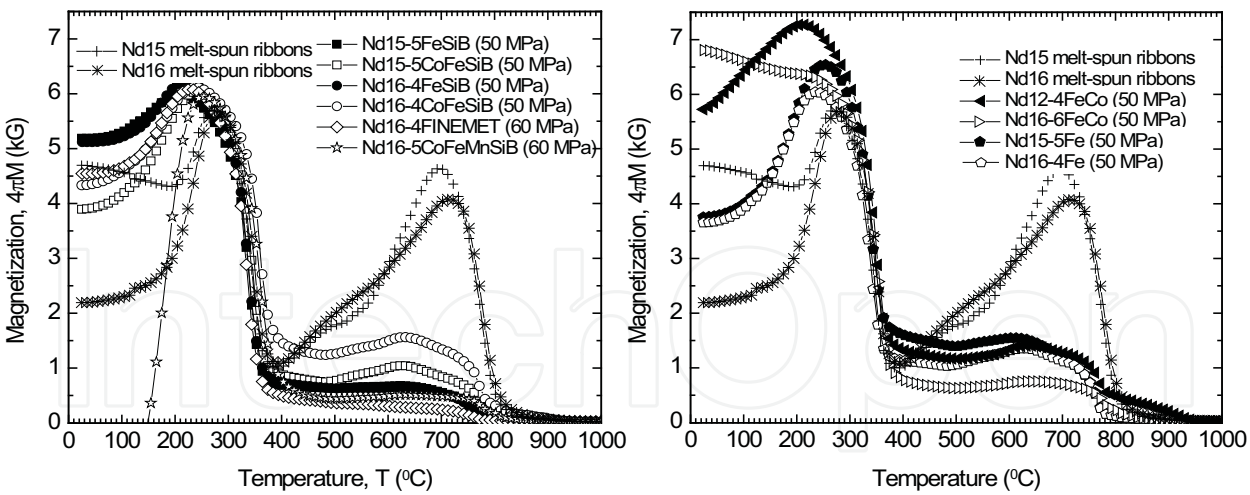 7
6
5
4
3
2
1
0
Magnetization, 4πM (kG)
Nd15 melt-spun ribbons
Nd16 melt-spun ribbons
Nd15-5FeSiB (50 MPa)
Nd15-5CoFeSiB (50 MPa)
Nd16-4FeSiB (50 MPa)
Nd16-4CoFeSiB (50 MPa)
Nd16-4FINEMET (60 MPa)
Nd16-5CoFeMnSiB (60 MPa)
0 100 200 300 400 500 600 700 800 900 1000
Temperature, T (⁰C)
7
6
5
4
3
2
1
0
Magnetization, 4πM (kG)
Nd15 melt-spun ribbons
Nd16 melt-spun ribbons
Nd12-4FeCo (50 MPa)
Nd16-6FeCo (50 MPa)
Nd15-5Fe (50 MPa)
Nd16-4Fe (50 MPa)
0 100 200 300 400 500 600 700 800 900 1000
Temperature (⁰C)
IntechOpen